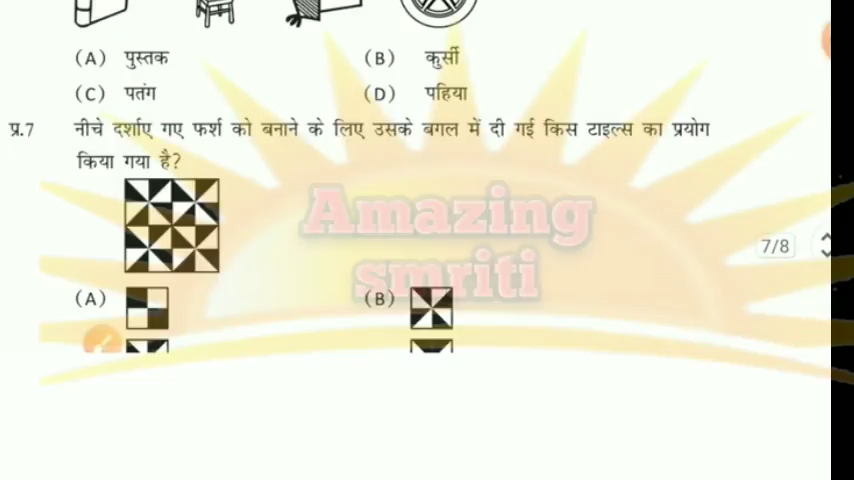 (A) पुस्तक (B) कुर्सी
(C) पतंग (D) पहिया
प्र.7 नीचे दर्शाए गए फर्श को बनाने के लिए उसके बगल में दी गई किस टाइल्स का प्रयोग
किया गया है?
Amazing
smriti
7/8
(A) (B)